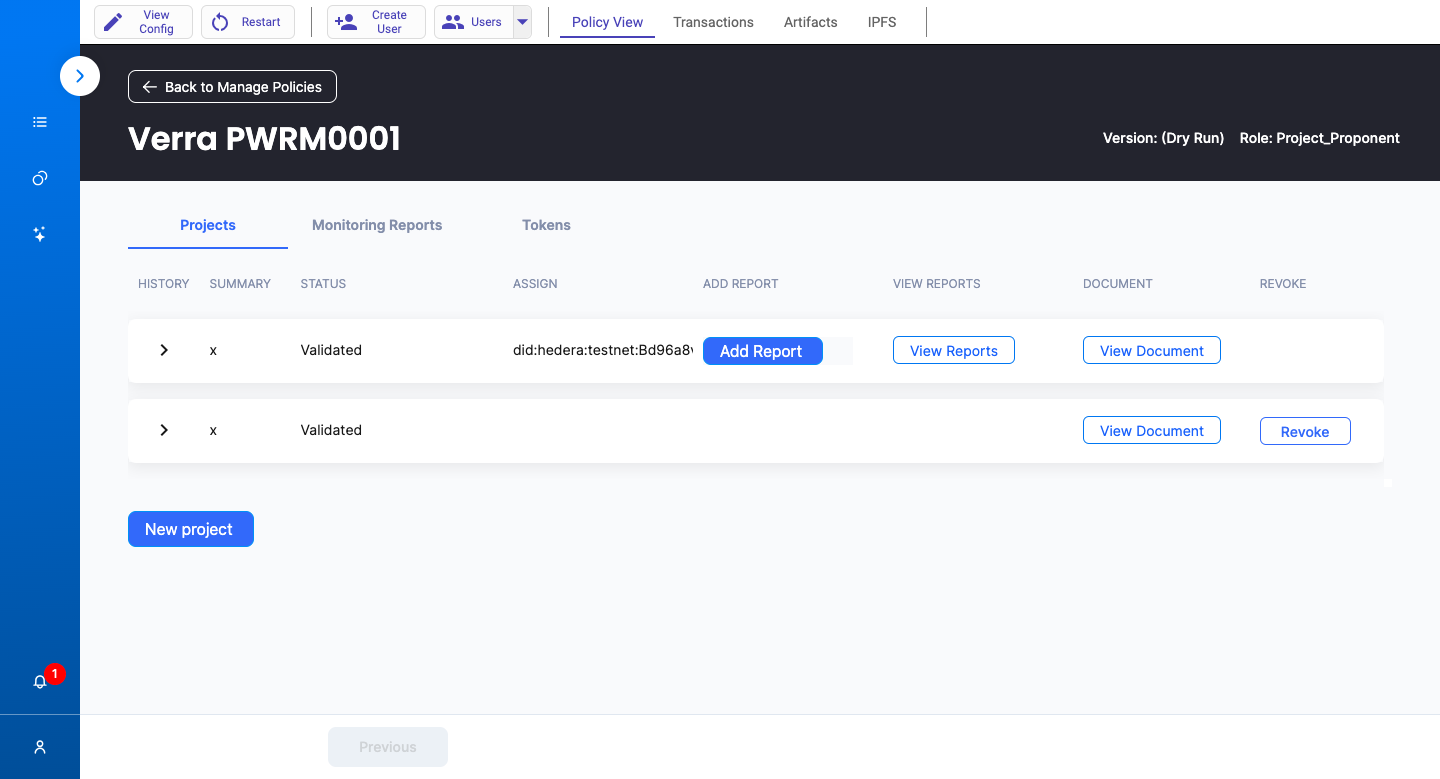 View Config
Restart
Create User
Users
Policy View
Transactions
Artifacts
IPFS
Back to Manage Policies
Verra PWRM0001
Version: (Dry Run) Role: Project_Proponent
Projects
Monitoring Reports
Tokens
HISTORY SUMMARY STATUS ASSIGN ADD REPORT VIEW REPORTS DOCUMENT REVOKE
x Validated did:hedera:testnet:Bd96a8 Add Report View Reports View Document
x Validated View Document Revoke
New project
1
Previous